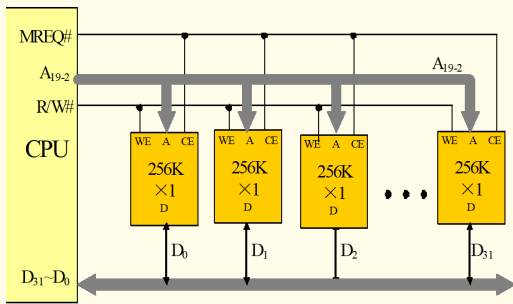 MREQ#
A19-2
A19-2
R/W#
CPU
WE A CE
256K
×1
D
WE A CE
256K
×1
D
WE A CE
256K
×1
D
WE A CE
256K
×1
D
D0
D1
D2
D31
D31~D0